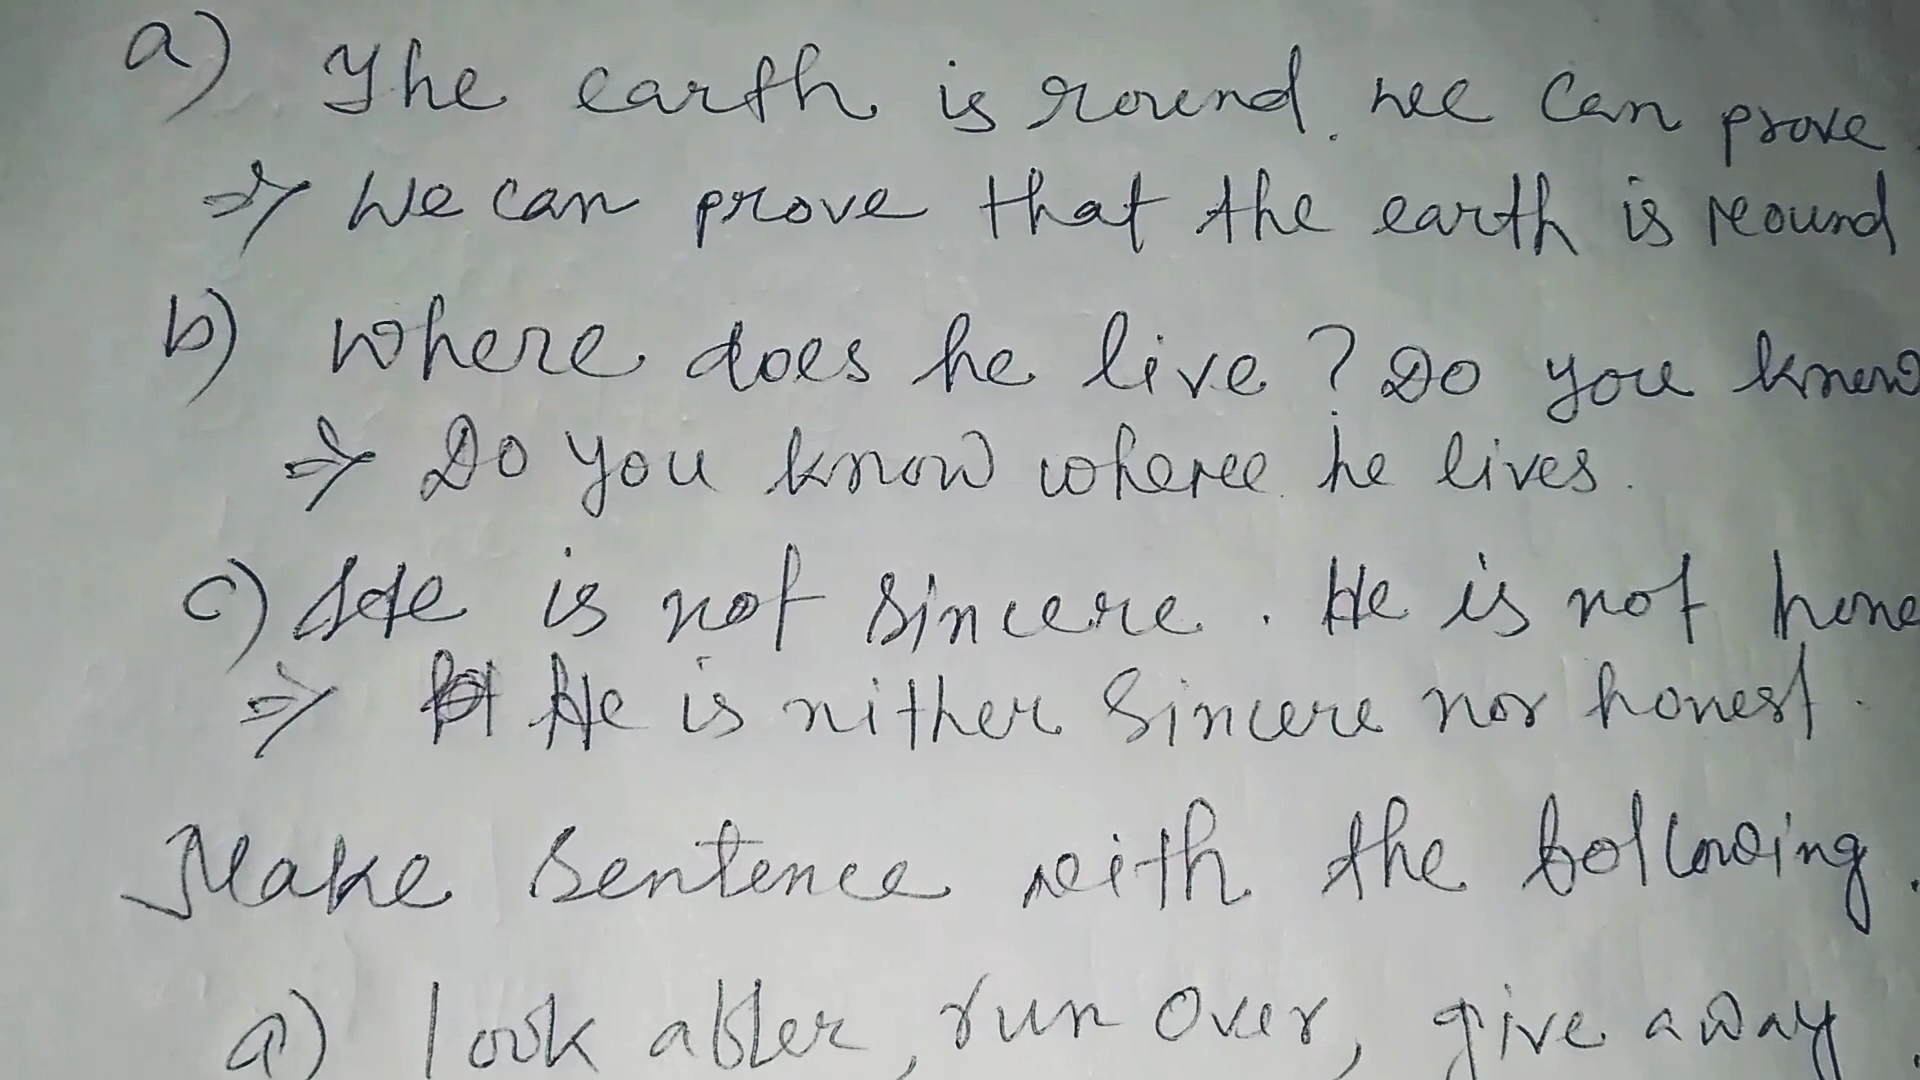 a) The earth is round. we can prove.
⇒ We can prove that the earth is round
b) Where does he live? Do you know
⇒ Do you know where he lives.
c) He is not sincere. He is not hone
⇒ He is nither Sincere nor honest.
Make Sentence with the following.
a) look after, run over, give away.